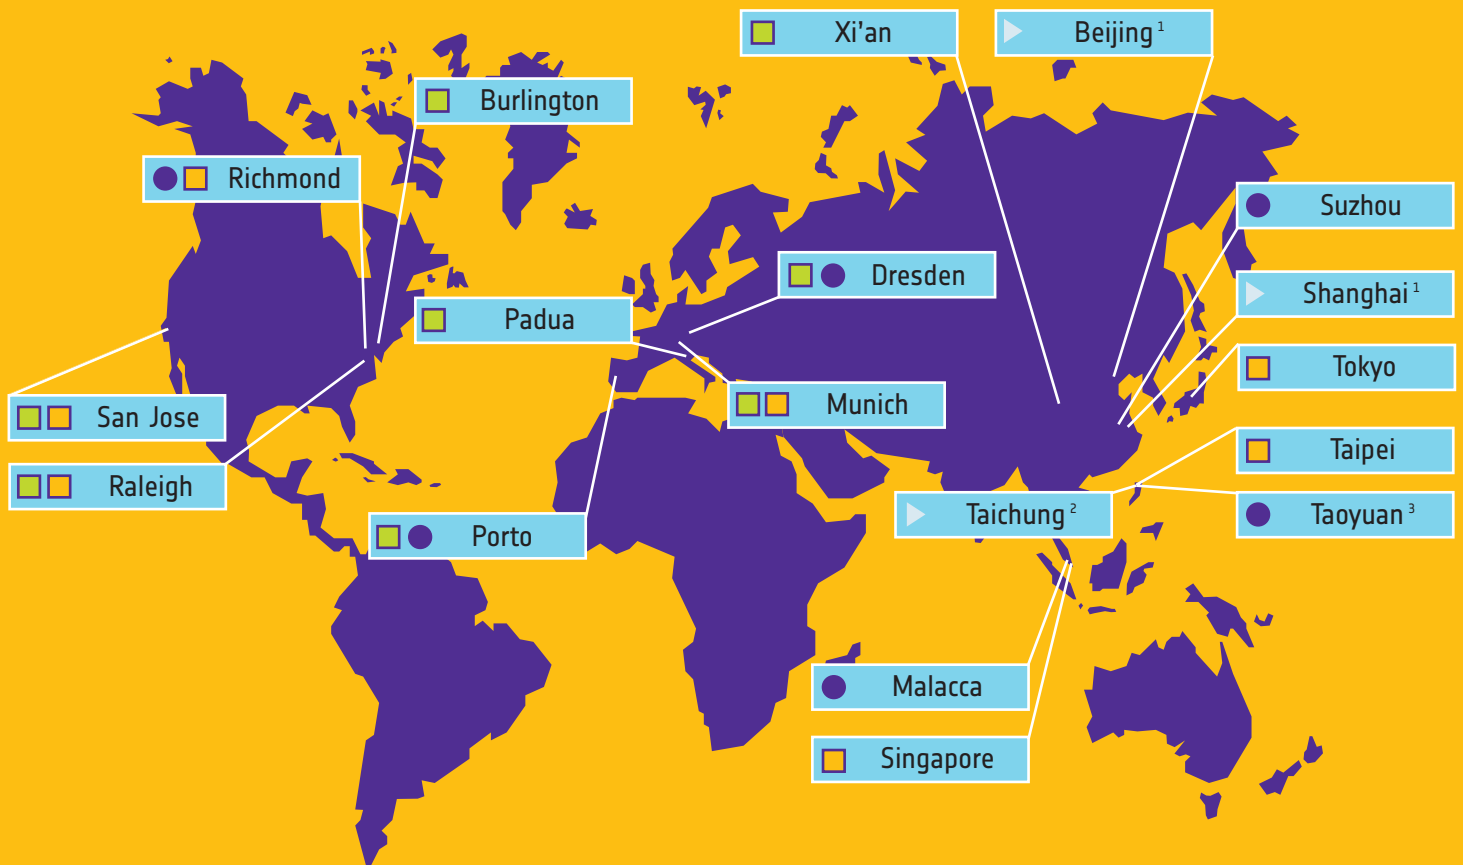 Xi’an
Beijing ¹
Burlington
Richmond
Suzhou
Dresden
Shanghai ¹
Padua
Tokyo
Munich
San Jose
Taipei
Raleigh
Taichung ²
Taoyuan ³
Porto
Malacca
Singapore